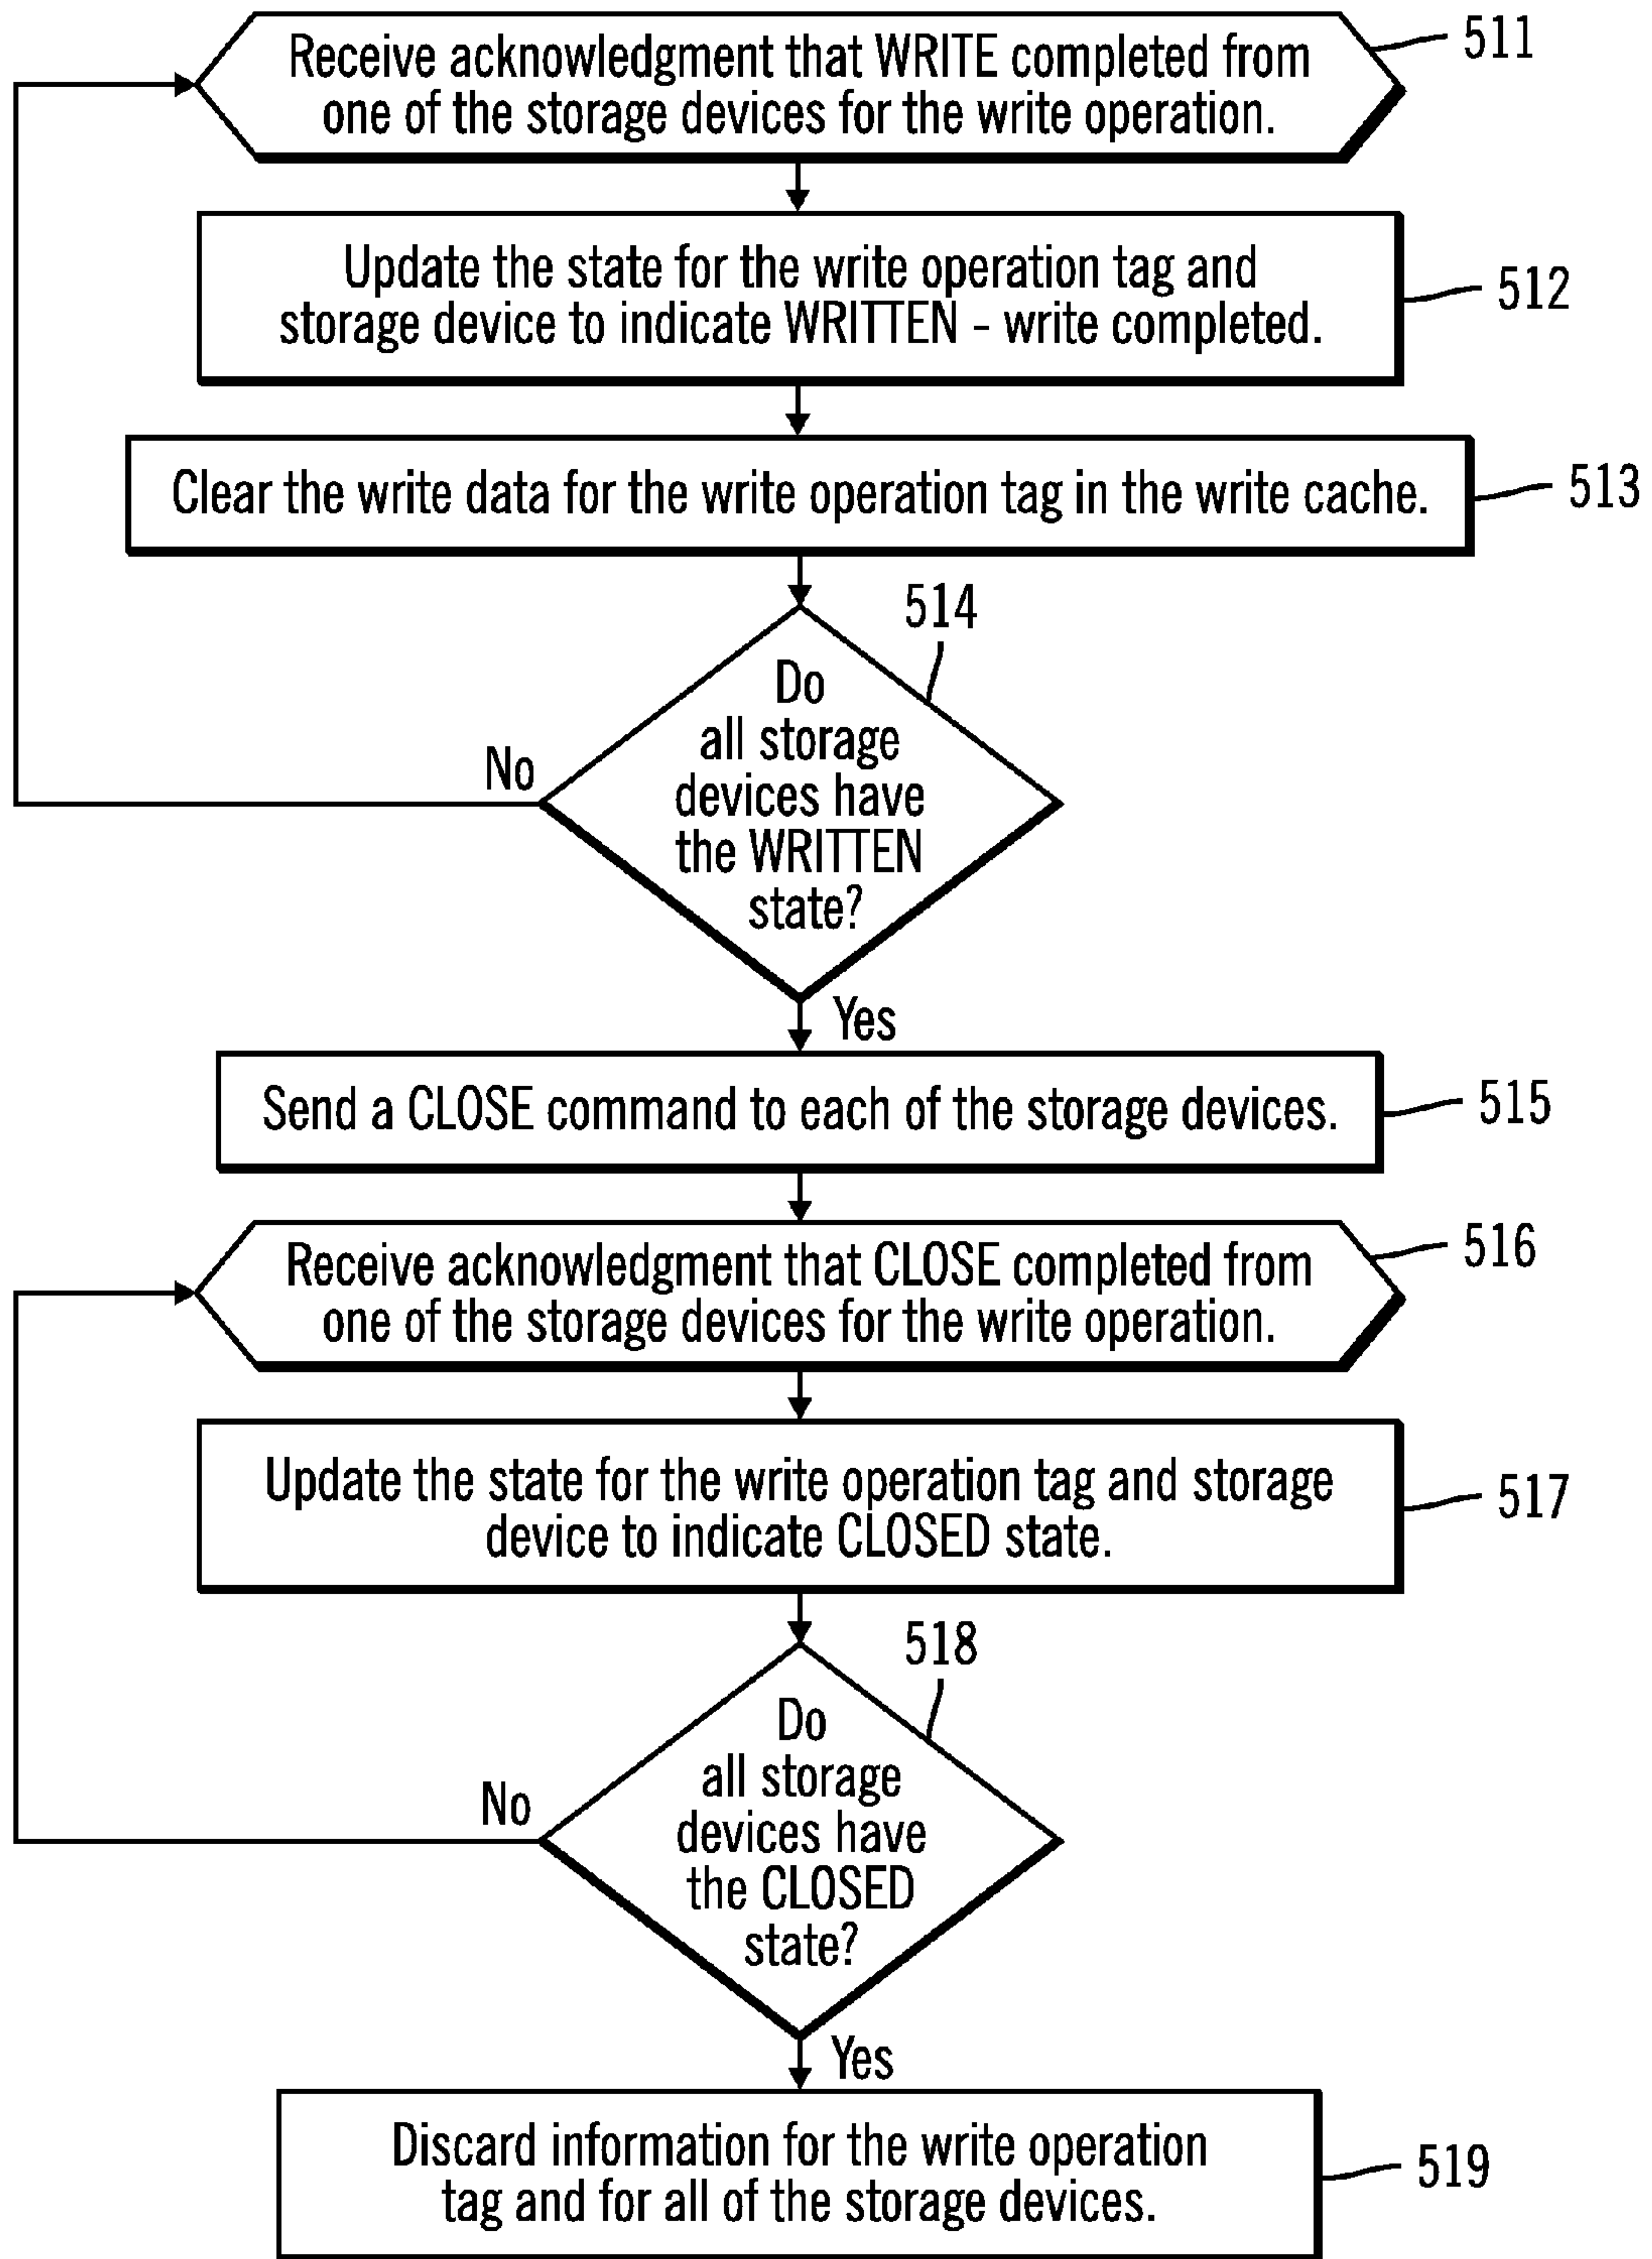 Receive acknowledgment that WRITE completed from
one of the storage devices for the write operation.
511
Update the state for the write operation tag and
storage device to indicate WRITTEN - write completed.
512
Clear the write data for the write operation tag in the write cache.
513
514
Do
all storage
devices have
the WRITTEN
state?
No
Yes
Send a CLOSE command to each of the storage devices.
515
Receive acknowledgment that CLOSE completed from
one of the storage devices for the write operation.
516
Update the state for the write operation tag and storage
device to indicate CLOSED state.
517
518
Do
all storage
devices have
the CLOSED
state?
No
Yes
Discard information for the write operation
tag and for all of the storage devices.
519